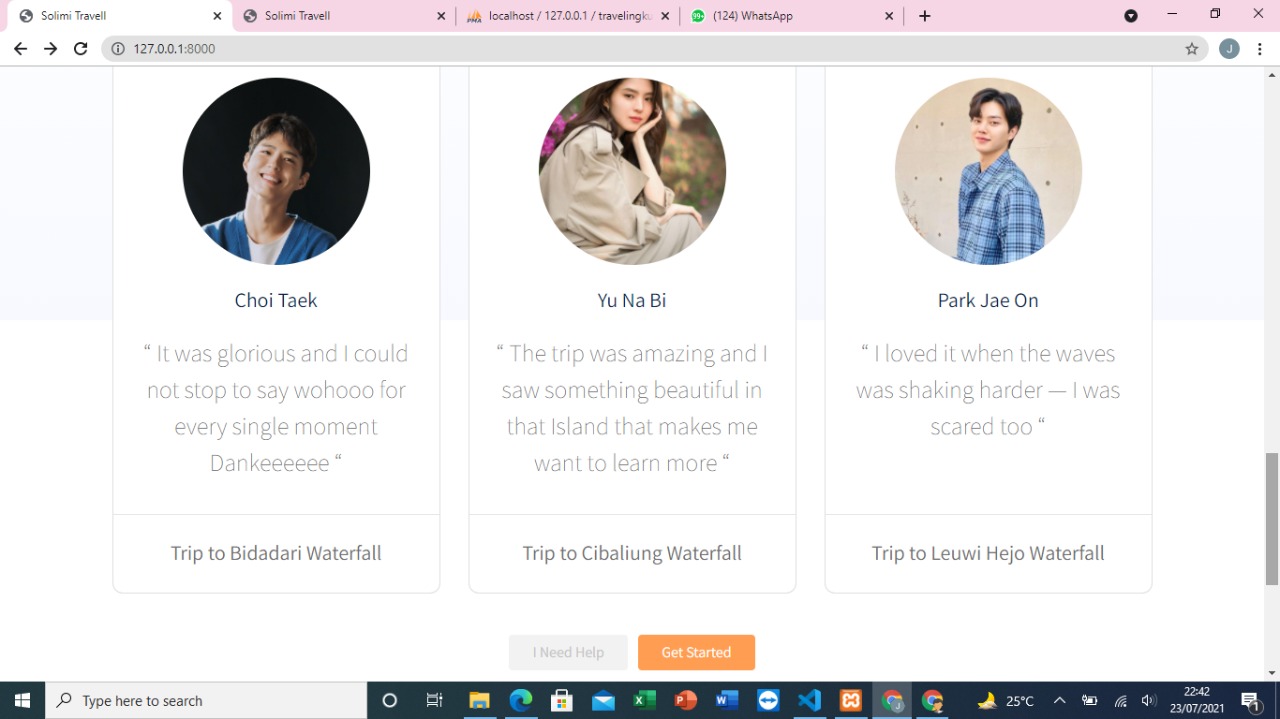 Solimi Travell
Solimi Travell
localhost / 127.0.0.1 / travelingku
(124) WhatsApp
127.0.0.1:8000
J
Choi Taek
Yu Na Bi
Park Jae On
“ It was glorious and I could
not stop to say wohooo for
every single moment
Dankeeeeee “
“ The trip was amazing and I
saw something beautiful in
that Island that makes me
want to learn more “
“ I loved it when the waves
was shaking harder — I was
scared too “
Trip to Bidadari Waterfall
Trip to Cibaliung Waterfall
Trip to Leuwi Hejo Waterfall
I Need Help
Get Started
Type here to search
25°C
22:42
23/07/2021
1